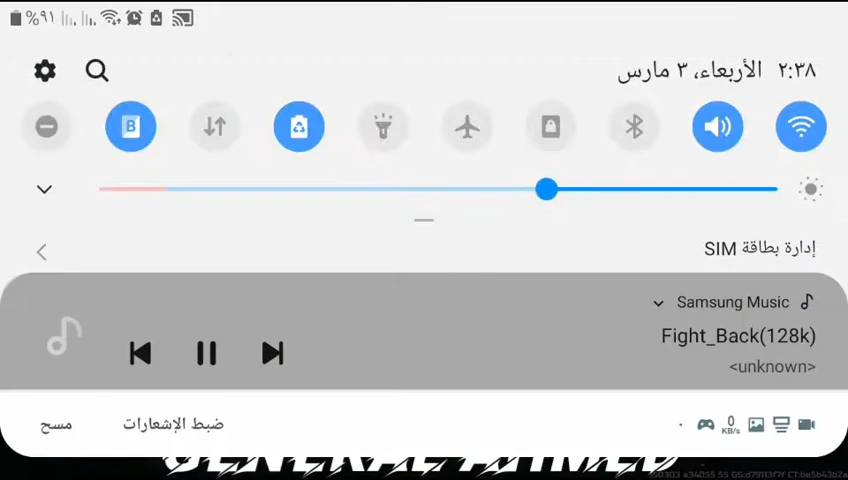 %٩١
٢:٣٨ الأربعاء، ٣ مارس
إدارة بطاقة SIM
Samsung Music
Fight_Back(128k)
<unknown>
ضبط الإشعارات
مسح
0
KB/s